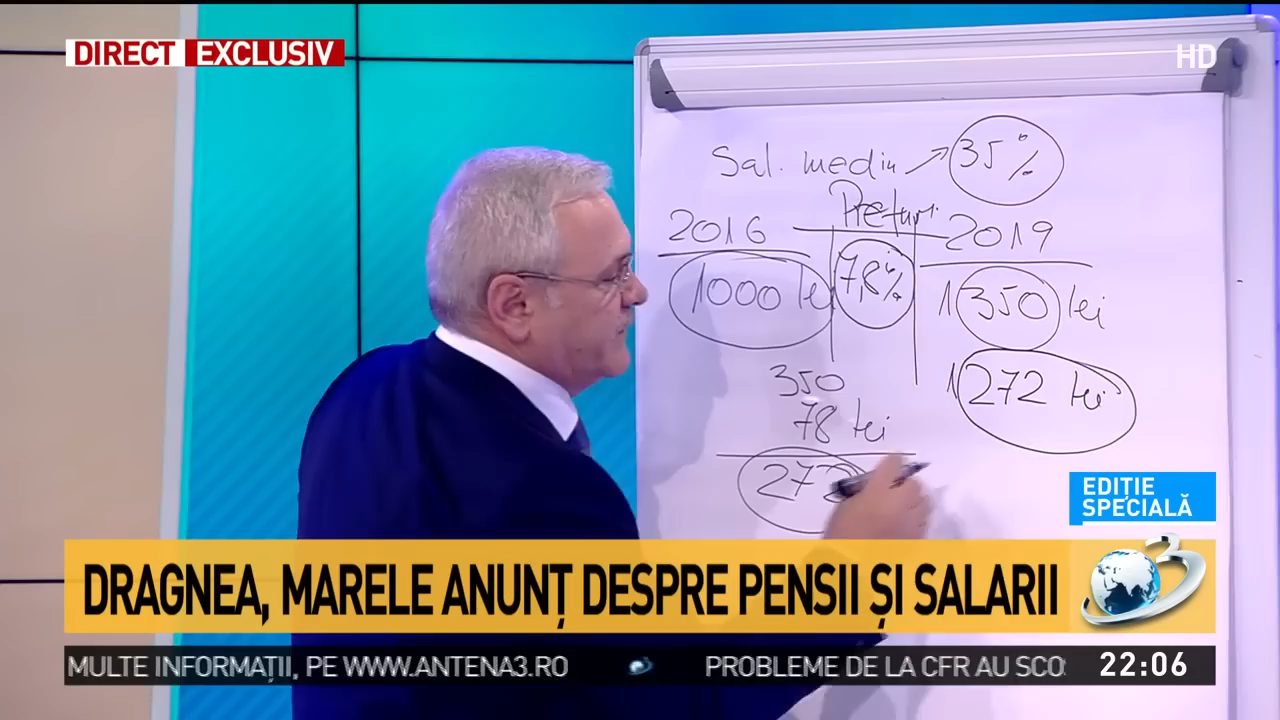 DIRECT EXCLUSIV
HD
Sal. mediu → 35%
2016 Prețuri 2019
1000 lei 7,8% 1350 lei
350 1272 lei
78 lei
272
EDIȚIE
SPECIALĂ
DRAGNEA, MARELE ANUNȚ DESPRE PENSII ȘI SALARII
3
MULTE INFORMAȚII, PE WWW.ANTENA3.RO PROBLEME DE LA CFR AU SCO 22:06